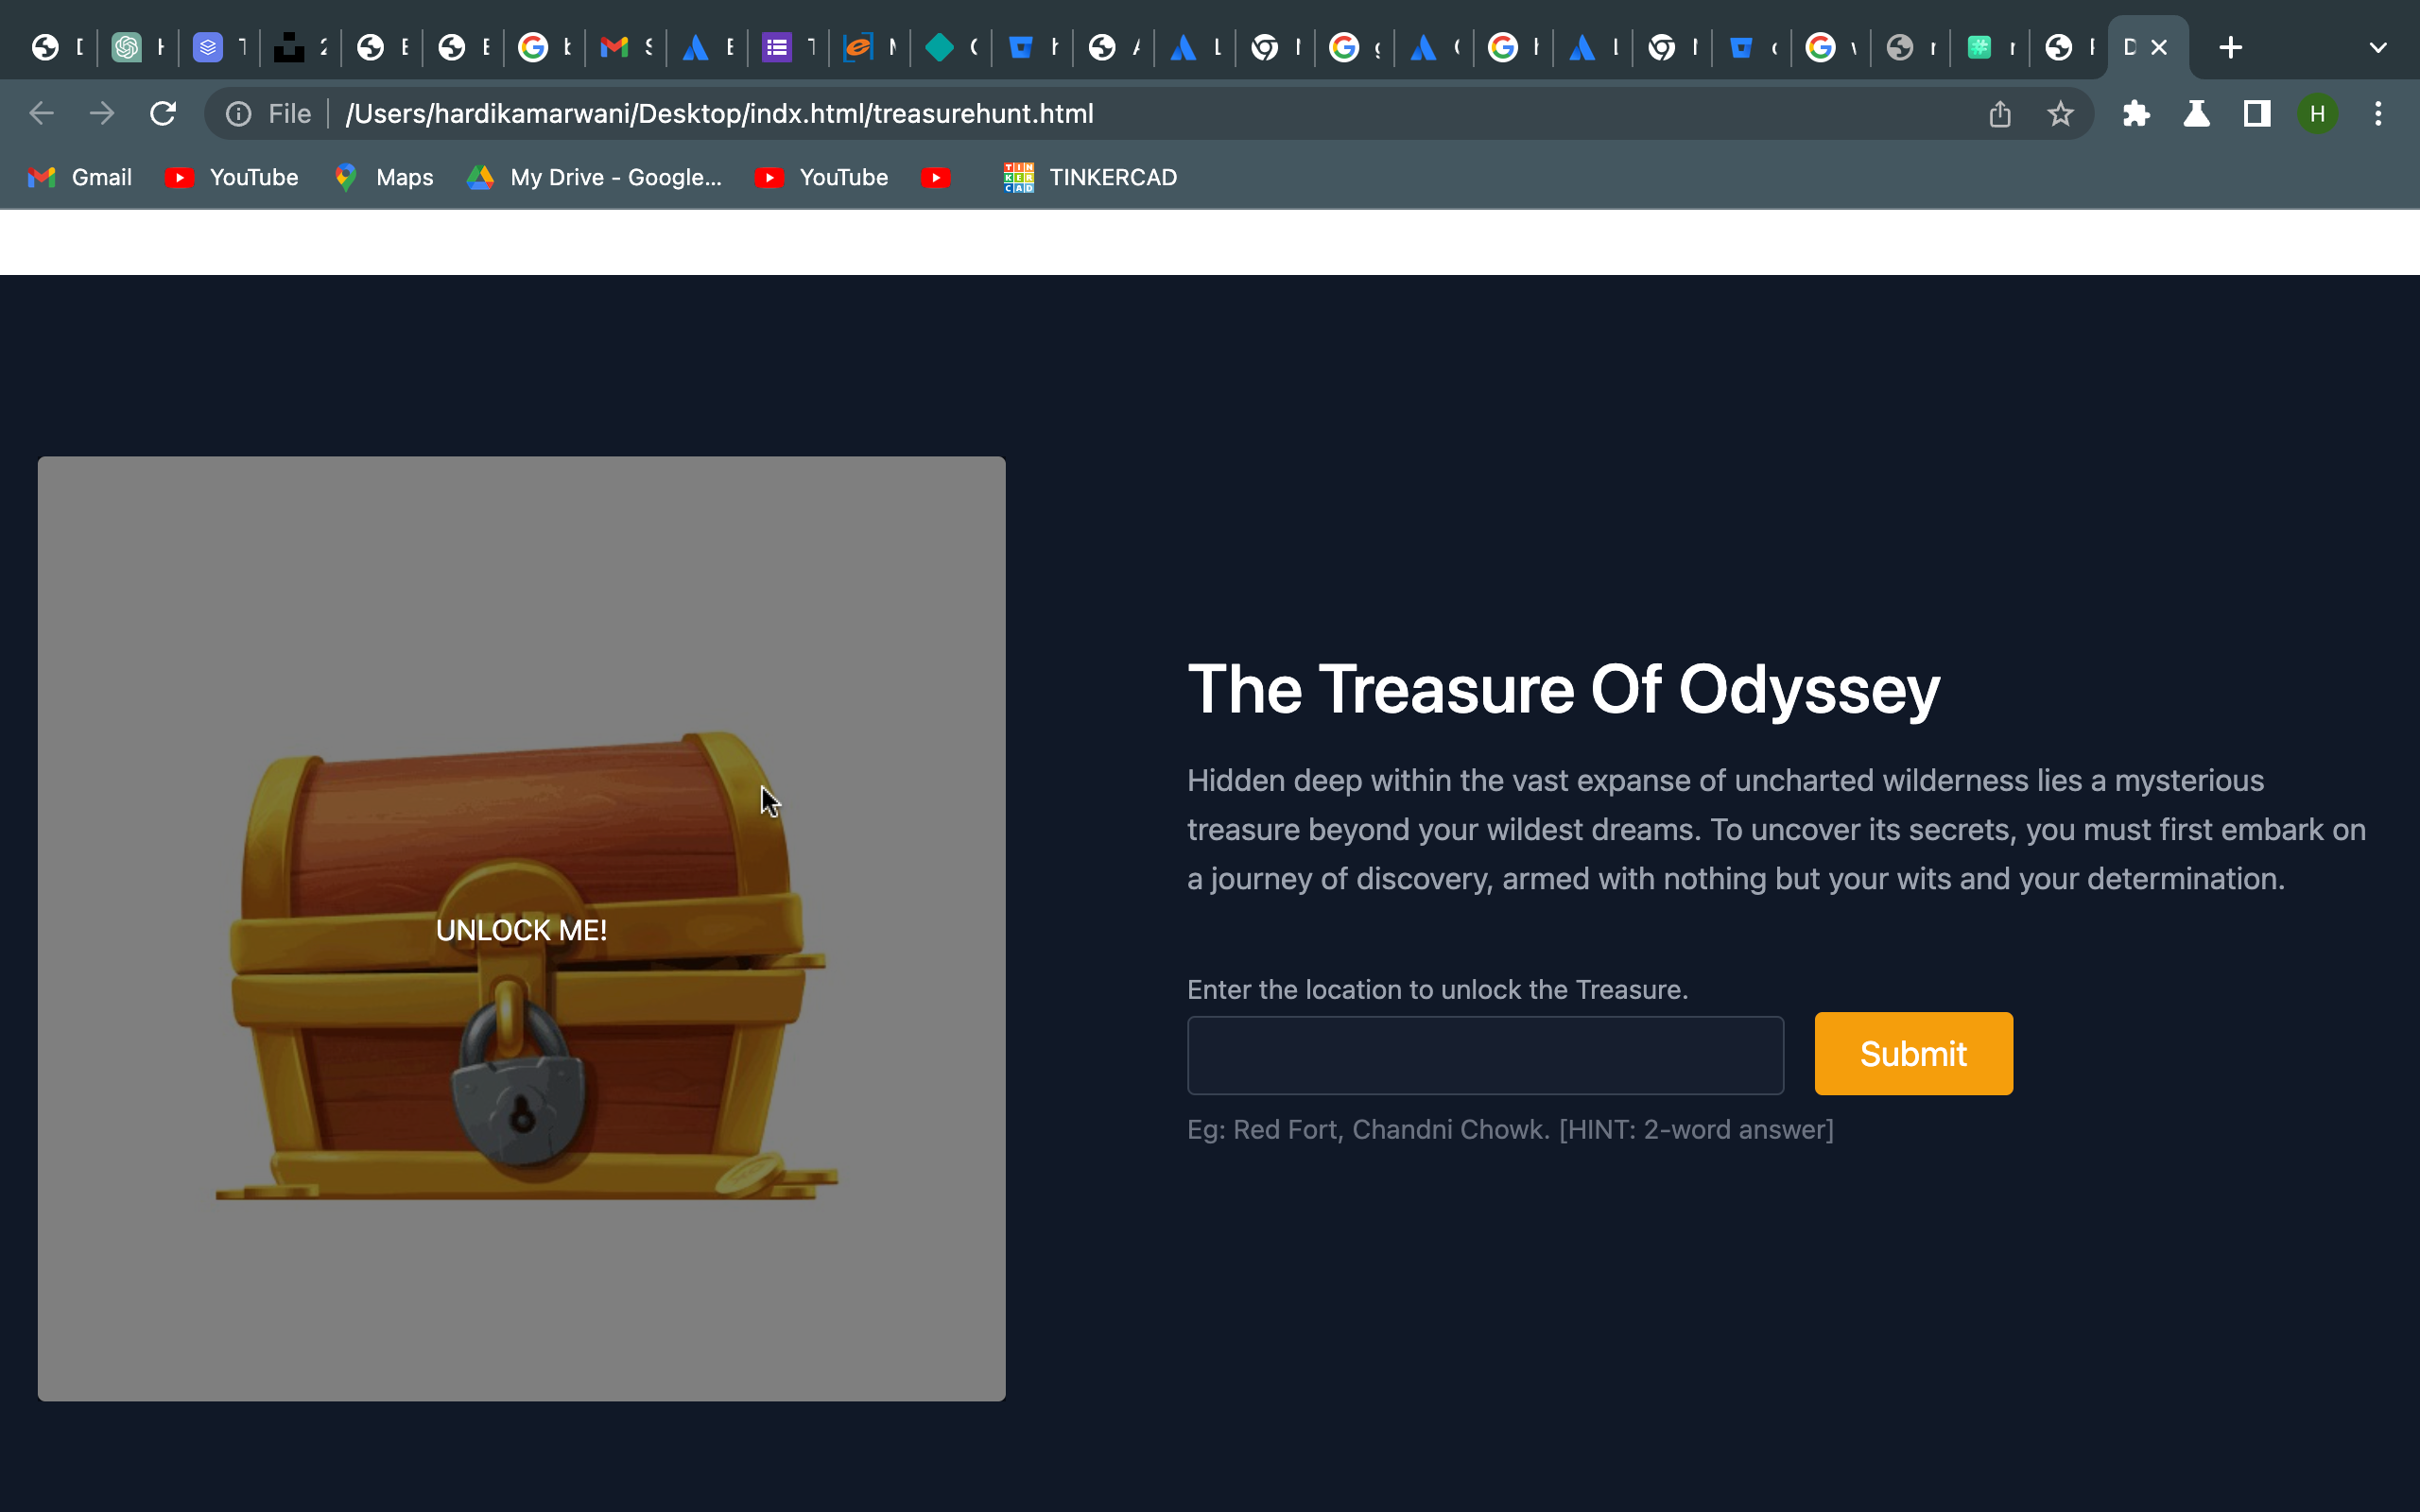 File
/Users/hardikamarwani/Desktop/indx.html/treasurehunt.html
H
Gmail
YouTube
Maps
My Drive - Google...
YouTube
TINKERCAD
The Treasure Of Odyssey
Hidden deep within the vast expanse of uncharted wilderness lies a mysterious
treasure beyond your wildest dreams. To uncover its secrets, you must first embark on
a journey of discovery, armed with nothing but your wits and your determination.
UNLOCK ME!
Enter the location to unlock the Treasure.
Submit
Eg: Red Fort, Chandni Chowk. [HINT: 2-word answer]